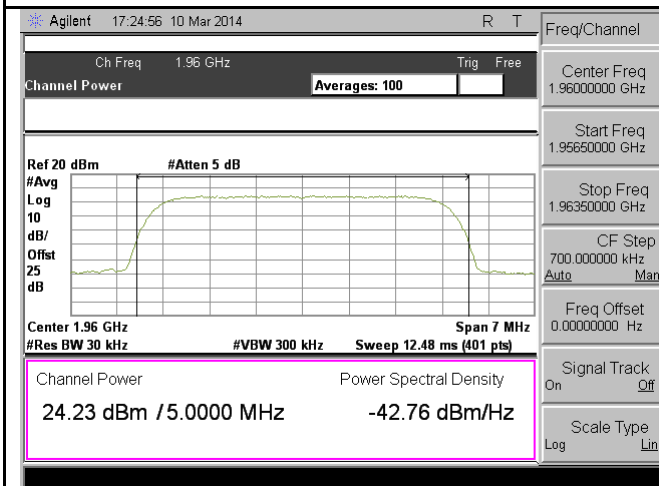 Agilent 17:24:56 10 Mar 2014 R T
Ch Freq 1.96 GHz Trig Free
Channel Power Averages: 100
Ref 20 dBm #Atten 5 dB
#Avg
Log
10
dB/
Offst
25
dB
Center 1.96 GHz Span 7 MHz
#Res BW 30 kHz #VBW 300 kHz Sweep 12.48 ms (401 pts)
Channel Power Power Spectral Density
24.23 dBm / 5.0000 MHz -42.76 dBm/Hz
Freq/Channel
Center Freq
1.96000000 GHz
Start Freq
1.95650000 GHz
Stop Freq
1.96350000 GHz
CF Step
700.000000 kHz
Auto Man
Freq Offset
0.00000000 Hz
Signal Track
On Off
Scale Type
Log Lin